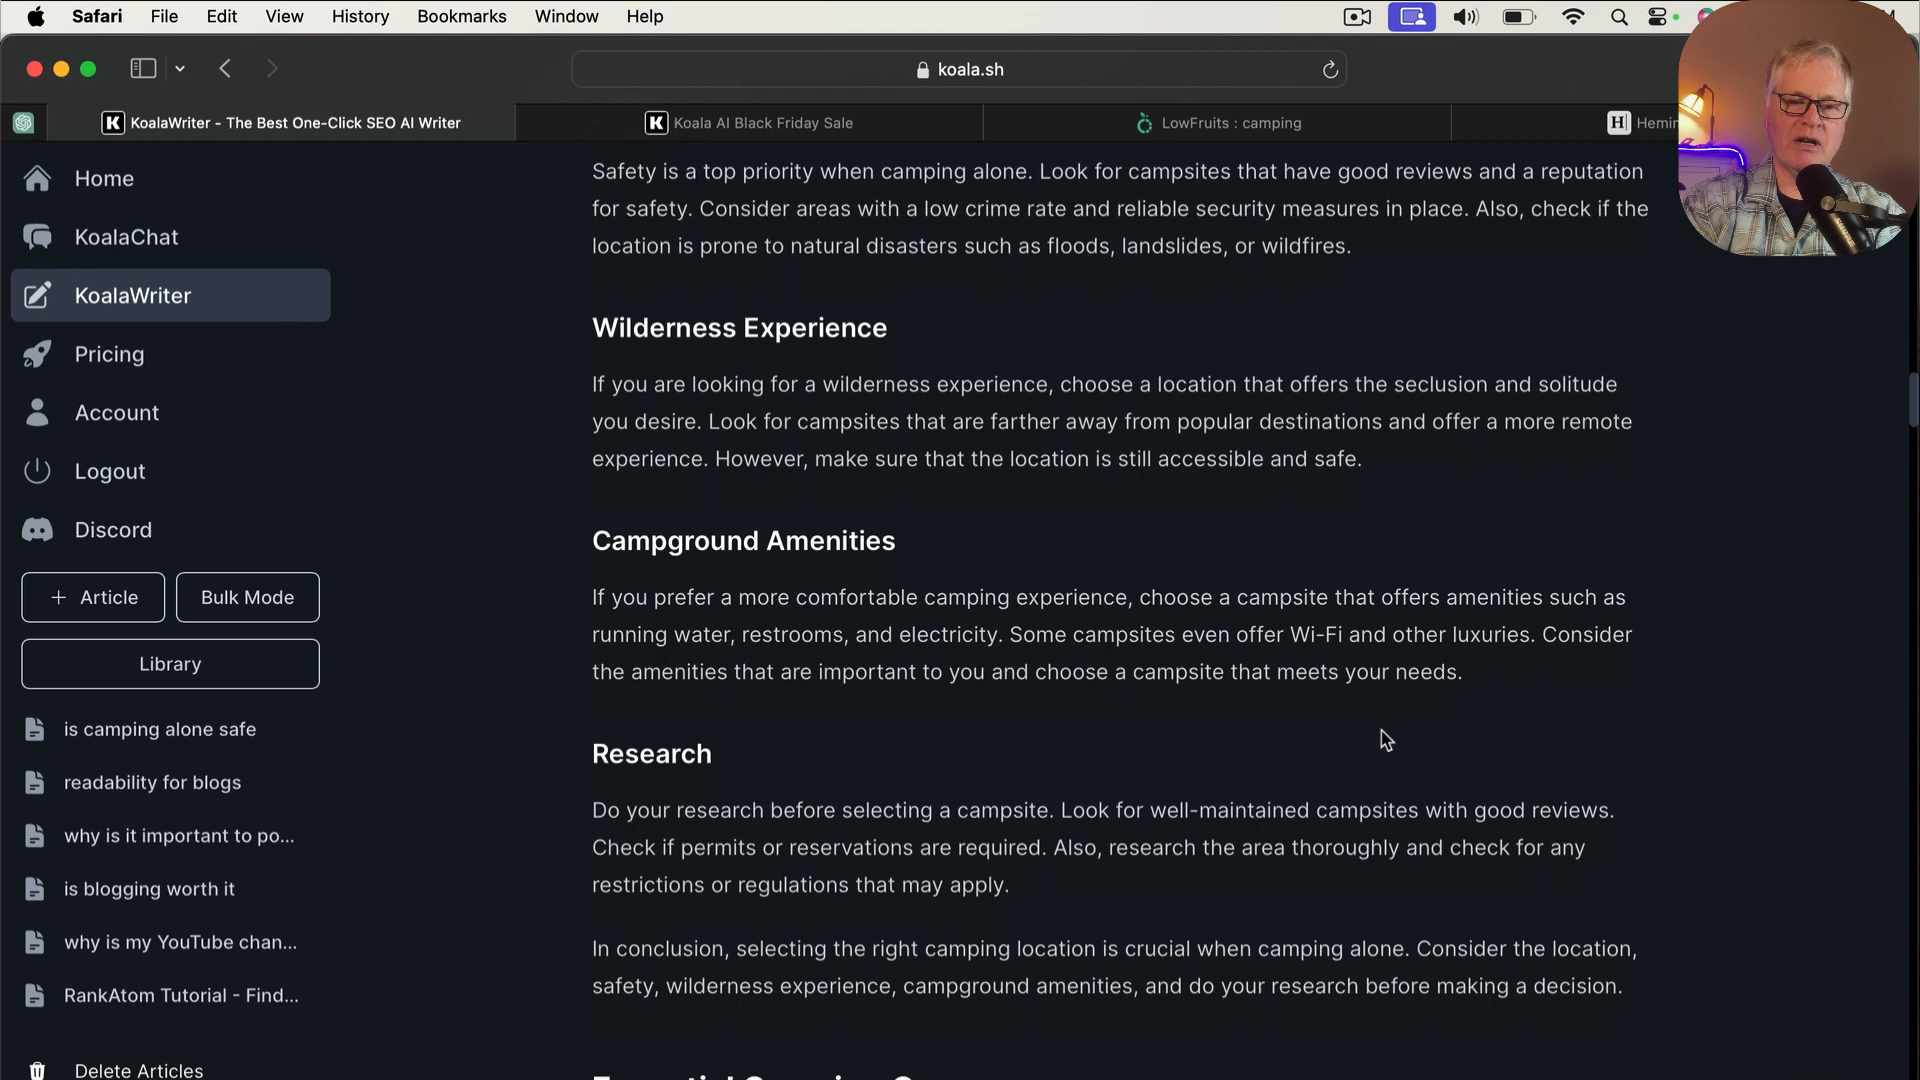 Safari File Edit View History Bookmarks Window Help
koala.sh
KoalaWriter - The Best One-Click SEO AI Writer
Koala AI Black Friday Sale
LowFruits : camping
Home
KoalaChat
KoalaWriter
Pricing
Account
Logout
Discord
+ Article
Bulk Mode
Library
is camping alone safe
readability for blogs
why is it important to po...
is blogging worth it
why is my YouTube chan...
RankAtom Tutorial - Find...
Delete Articles
Safety is a top priority when camping alone. Look for campsites that have good reviews and a reputation
for safety. Consider areas with a low crime rate and reliable security measures in place. Also, check if the
location is prone to natural disasters such as floods, landslides, or wildfires.
Wilderness Experience
If you are looking for a wilderness experience, choose a location that offers the seclusion and solitude
you desire. Look for campsites that are farther away from popular destinations and offer a more remote
experience. However, make sure that the location is still accessible and safe.
Campground Amenities
If you prefer a more comfortable camping experience, choose a campsite that offers amenities such as
running water, restrooms, and electricity. Some campsites even offer Wi-Fi and other luxuries. Consider
the amenities that are important to you and choose a campsite that meets your needs.
Research
Do your research before selecting a campsite. Look for well-maintained campsites with good reviews.
Check if permits or reservations are required. Also, research the area thoroughly and check for any
restrictions or regulations that may apply.
In conclusion, selecting the right camping location is crucial when camping alone. Consider the location,
safety, wilderness experience, campground amenities, and do your research before making a decision.